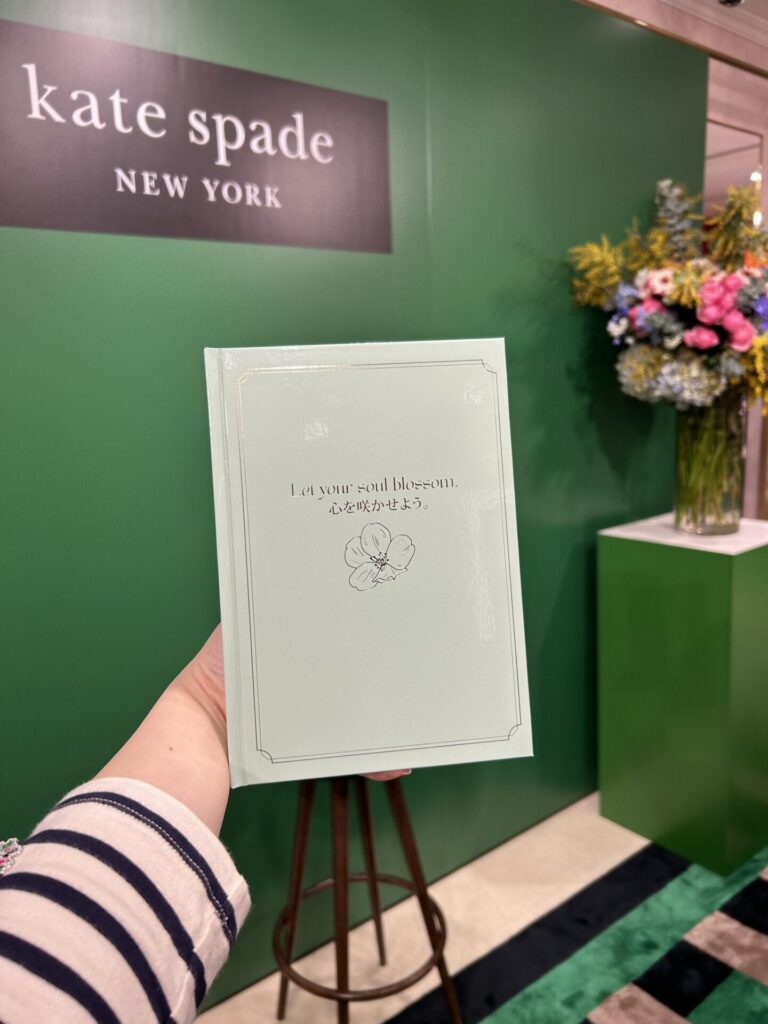 kate spade
NEW YORK
Let your soul blossom.
心を咲かせよう。